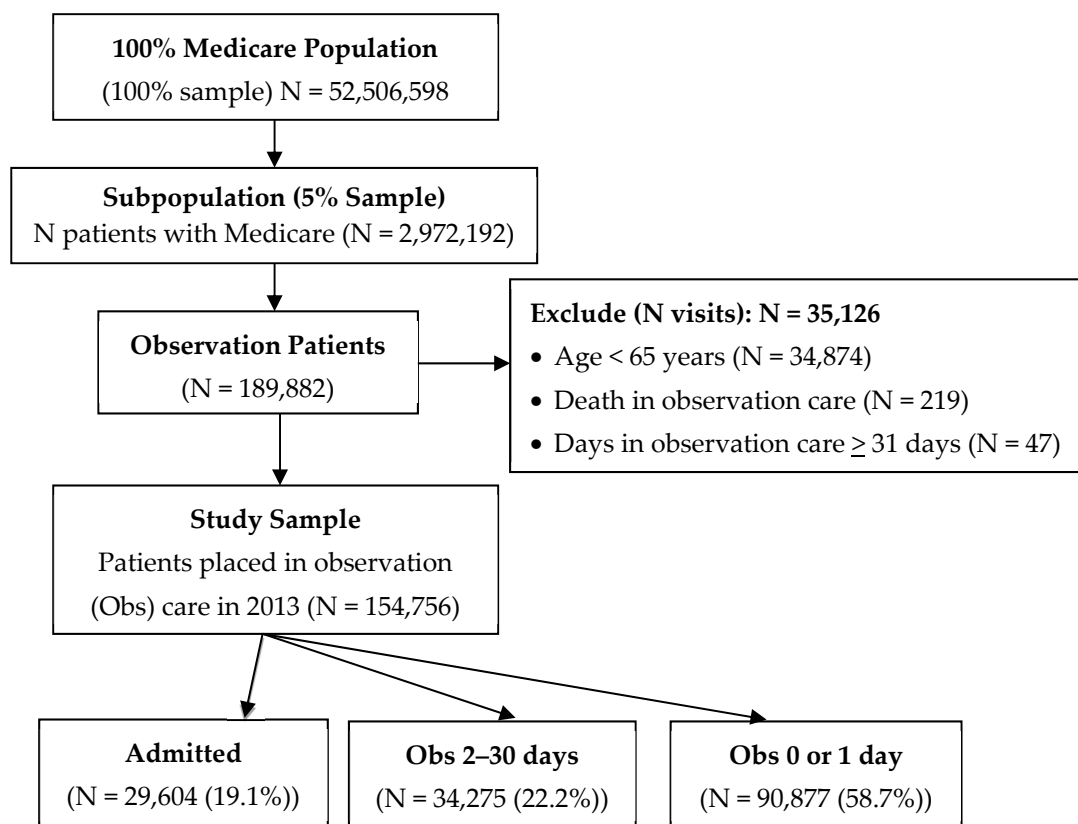 100% Medicare Population
(100% sample) N = 52,506,598
Subpopulation (5% Sample)
N patients with Medicare (N = 2,972,192)
Observation Patients
(N = 189,882)
Exclude (N visits): N = 35,126
• Age < 65 years (N = 34,874)
• Death in observation care (N = 219)
• Days in observation care ≥ 31 days (N = 47)
Study Sample
Patients placed in observation
(Obs) care in 2013 (N = 154,756)
Admitted
(N = 29,604 (19.1%))
Obs 2–30 days
(N = 34,275 (22.2%))
Obs 0 or 1 day
(N = 90,877 (58.7%))